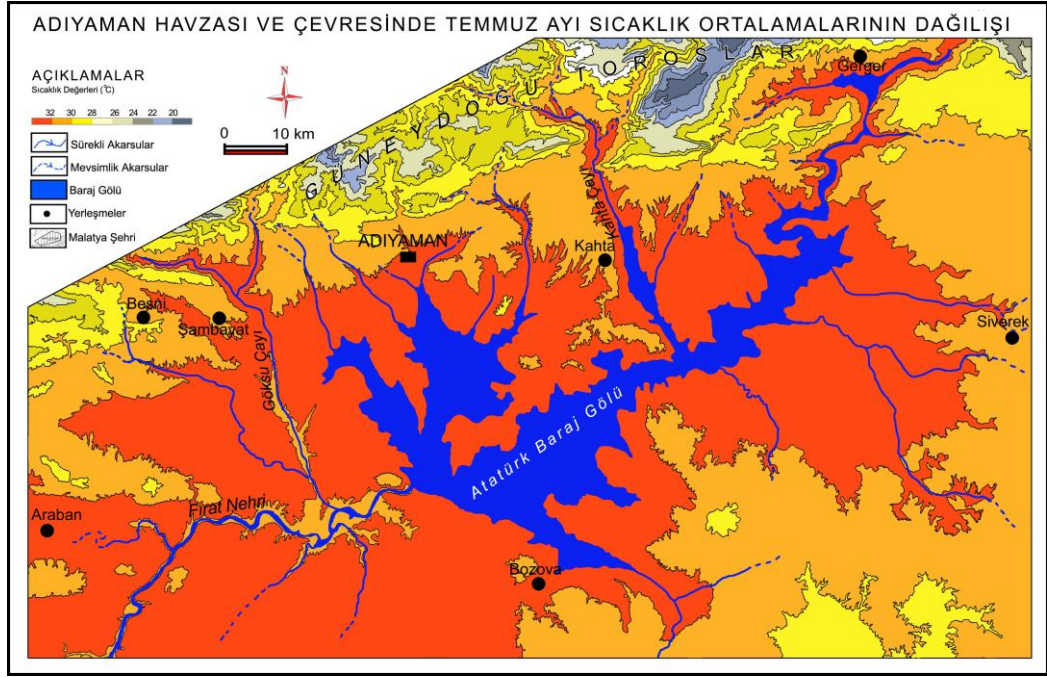 ADIYAMAN HAVZASI VE ÇEVRESİNDE TEMMUZ AYI SICAKLIK ORTALAMALARININ DAĞILIŞI
AÇIKLAMALAR
Sıcaklık Değerleri (°C)
32 30 28 26 24 22 20
Sürekli Akarsular
Mevsimlik Akarsular
Baraj Gölü
Yerleşmeler
Malatya Şehri
N
0 10 km
GÜNEYDOĞU TOROSLAR
Gerger
Kahta Çayı
ADIYAMAN
Kahta
Besni
Şambayat
Siverek
Göksu Çayı
Atatürk Baraj Gölü
Fırat Nehri
Araban
Bozova